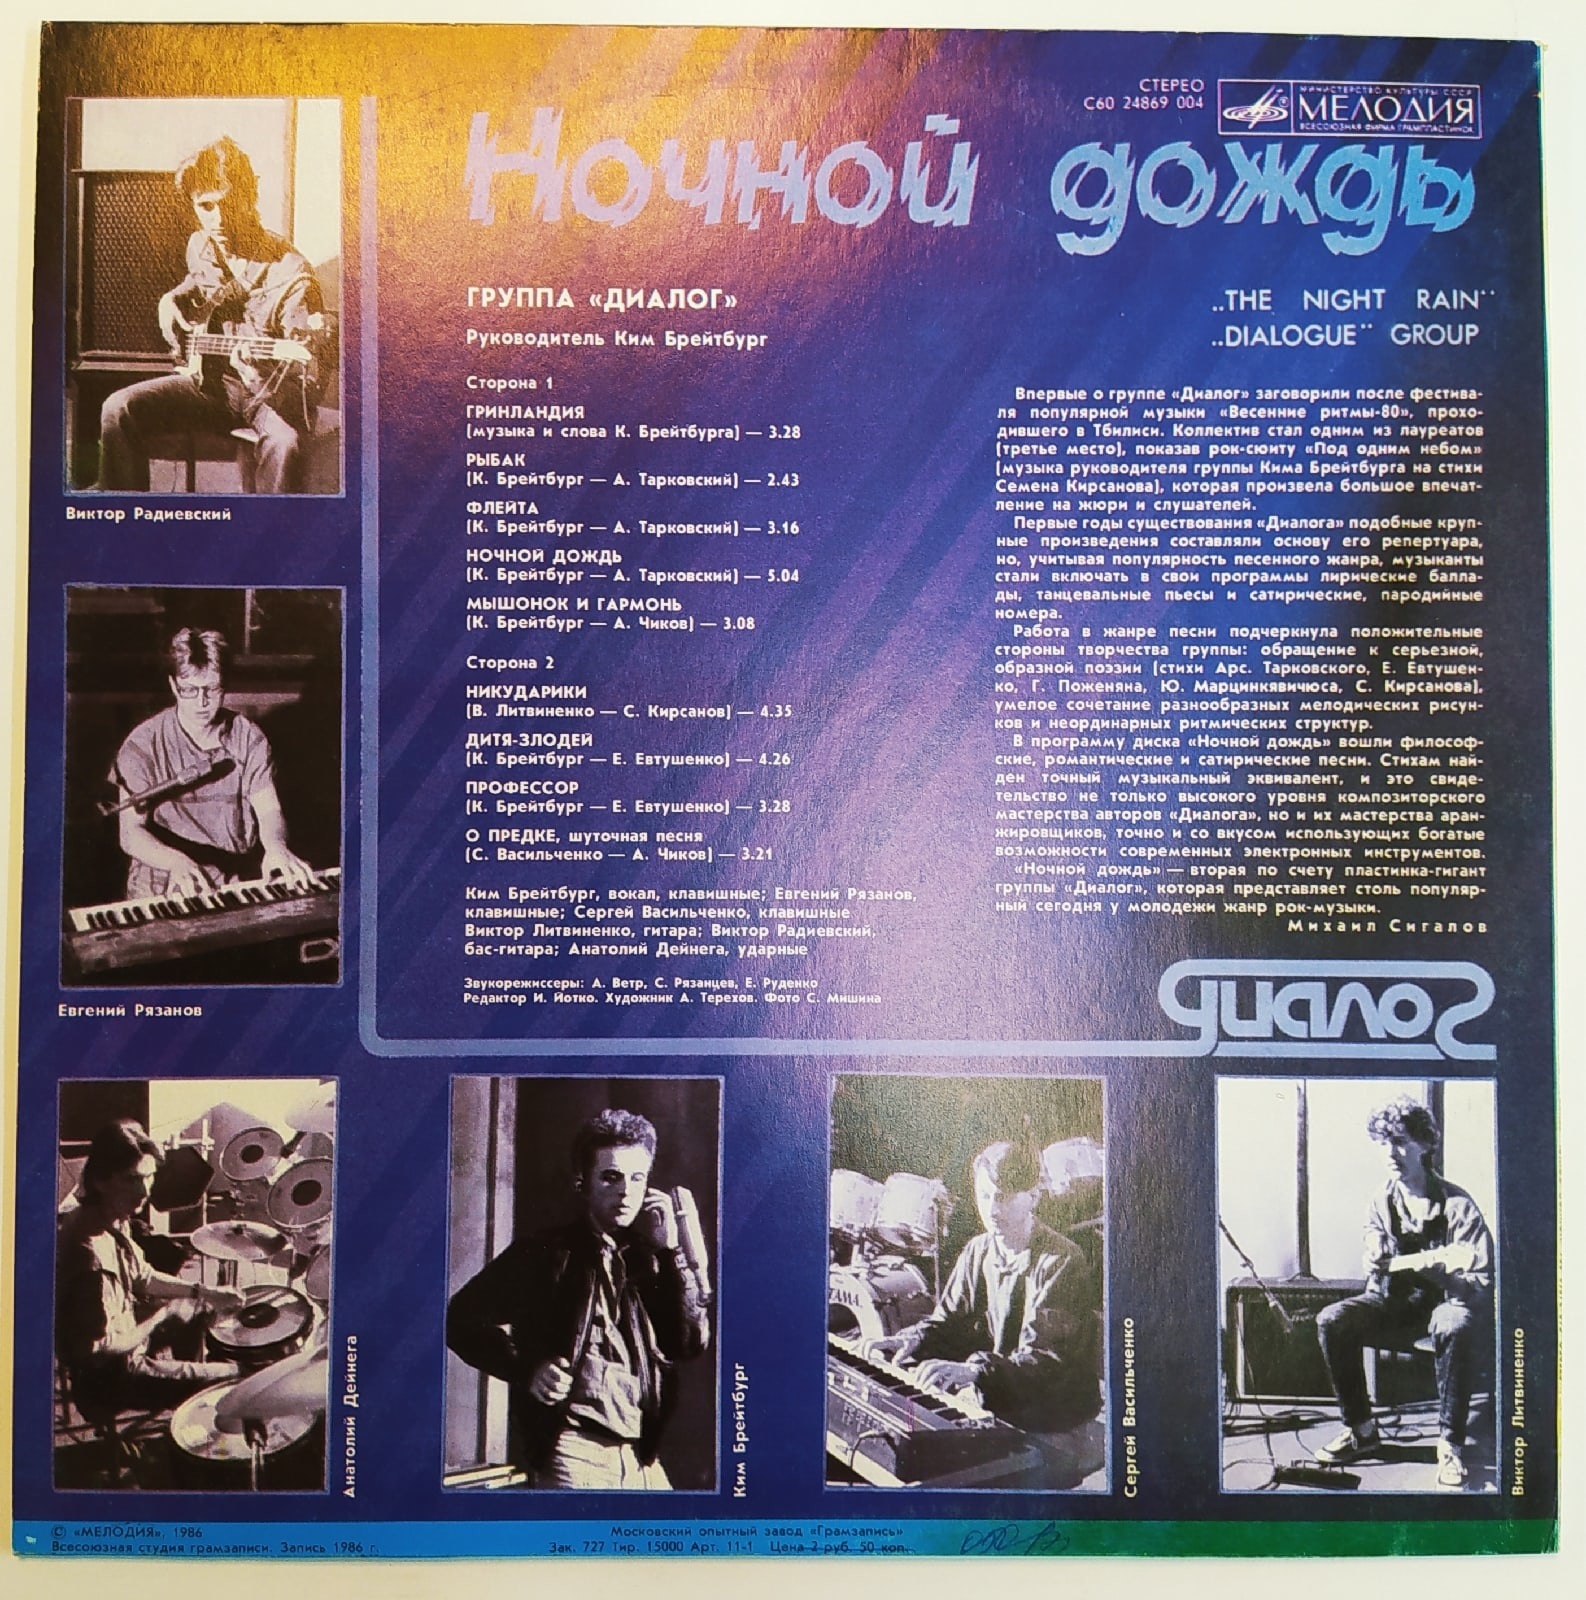 СТЕРЕО
С60 24869 004
МИНИСТЕРСТВО КУЛЬТУРЫ СССР
МЕЛОДИЯ
ВСЕСОЮЗНАЯ ФИРМА ГРАМПЛАСТИНОК
Ночной дождь
ГРУППА «ДИАЛОГ»
Руководитель Ким Брейтбург
„THE NIGHT RAIN"
„DIALOGUE" GROUP
Сторона 1
ГРИНЛАНДИЯ
(музыка и слова К. Брейтбурга) — 3.28
РЫБАК
(К. Брейтбург — А. Тарковский) — 2.43
ФЛЕЙТА
(К. Брейтбург — А. Тарковский) — 3.16
НОЧНОЙ ДОЖДЬ
(К. Брейтбург — А. Тарковский) — 5.04
МЫШОНОК И ГАРМОНЬ
(К. Брейтбург — А. Чиков) — 3.08
Сторона 2
НИКУДАРИКИ
(В. Литвиненко — С. Кирсанов) — 4.35
ДИТЯ-ЗЛОДЕЙ
(К. Брейтбург — Е. Евтушенко) — 4.26
ПРОФЕССОР
(К. Брейтбург — Е. Евтушенко) — 3.28
О ПРЕДКЕ, шуточная песня
(С. Васильченко — А. Чиков) — 3.21
Ким Брейтбург, вокал, клавишные; Евгений Рязанов,
клавишные; Сергей Васильченко, клавишные
Виктор Литвиненко, гитара; Виктор Радиевский,
бас-гитара; Анатолий Дейнега, ударные
Звукорежиссеры: А. Ветр, С. Рязанцев, Е. Руденко
Редактор И. Йотко. Художник А. Терехов. Фото С. Мишина
Впервые о группе «Диалог» заговорили после фестива-
ля популярной музыки «Весенние ритмы-80», прохо-
дившего в Тбилиси. Коллектив стал одним из лауреатов
(третье место), показав рок-сюиту «Под одним небом»
(музыка руководителя группы Кима Брейтбурга на стихи
Семена Кирсанова), которая произвела большое впечат-
ление на жюри и слушателей.
Первые годы существования «Диалога» подобные круп-
ные произведения составляли основу его репертуара,
но, учитывая популярность песенного жанра, музыканты
стали включать в свои программы лирические балла-
ды, танцевальные пьесы и сатирические, пародийные
номера.
Работа в жанре песни подчеркнула положительные
стороны творчества группы: обращение к серьезной,
образной поэзии (стихи Арс. Тарковского, Е. Евтушен-
ко, Г. Поженяна, Ю. Марцинкявичюса, С. Кирсанова),
умелое сочетание разнообразных мелодических рисун-
ков и неординарных ритмических структур.
В программу диска «Ночной дождь» вошли философ-
ские, романтические и сатирические песни. Стихам най-
ден точный музыкальный эквивалент, и это свиде-
тельство не только высокого уровня композиторского
мастерства авторов «Диалога», но и их мастерства аран-
жировщиков, точно и со вкусом использующих богатые
возможности современных электронных инструментов.
«Ночной дождь» — вторая по счету пластинка-гигант
группы «Диалог», которая представляет столь популяр-
ный сегодня у молодежи жанр рок-музыки.
Михаил Сигалов
диалог
Виктор Радиевский
Евгений Рязанов
Анатолий Дейнега
Ким Брейтбург
TAMA
Сергей Васильченко
Виктор Литвиненко
© «МЕЛОДИЯ», 1986
Всесоюзная студия грамзаписи. Запись 1986 г.
Московский опытный завод «Грамзапись»
Зак. 727 Тир. 15000 Арт. 11-1 Цена 2 руб. 50 коп.